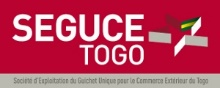 SEGUCE
TOGO
Société d'Exploitation du Guichet Unique pour le Commerce Extérieur du Togo